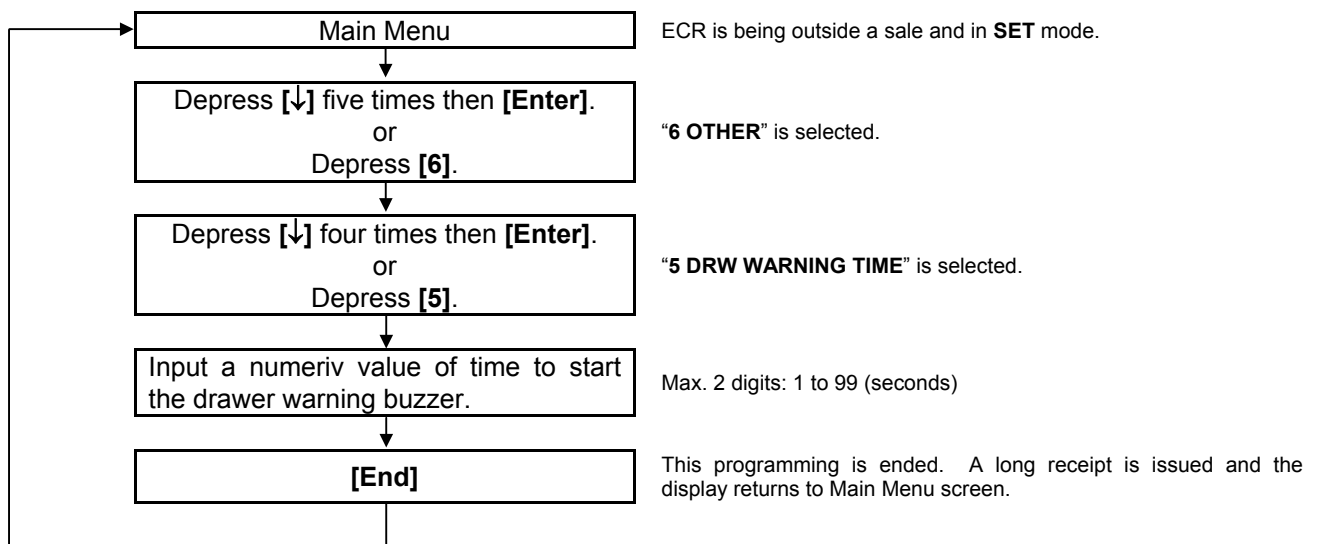 Main Menu
ECR is being outside a sale and in SET mode.
Depress [↓] five times then [Enter].
or
Depress [6].
“6 OTHER” is selected.
Depress [↓] four times then [Enter].
or
Depress [5].
“5 DRW WARNING TIME” is selected.
Input a numeriv value of time to start
the drawer warning buzzer.
Max. 2 digits: 1 to 99 (seconds)
[End]
This programming is ended. A long receipt is issued and the
display returns to Main Menu screen.